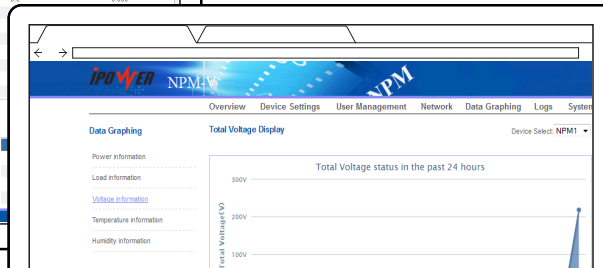 iPOWER NPM-V NPM
Overview Device Settings User Management Network Data Graphing Logs System
Data Graphing
Total Voltage Display
Device Select: NPM1
Power information
Load information
Voltage information
Temperature information
Humidity information
Total Voltage status in the past 24 hours
300V
200V
100V
Total Voltage(V)